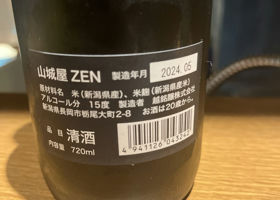 山城屋 ZEN 製造年月 2024.05
原材料名 米(新潟県産)、米麹(新潟県産米)
アルコール分 15度 製造者 越銘醸株式会社
新潟県長岡市栃尾大町2-8 お酒は20歳から。
品目 清酒
内容量 720ml
4 941126 043242